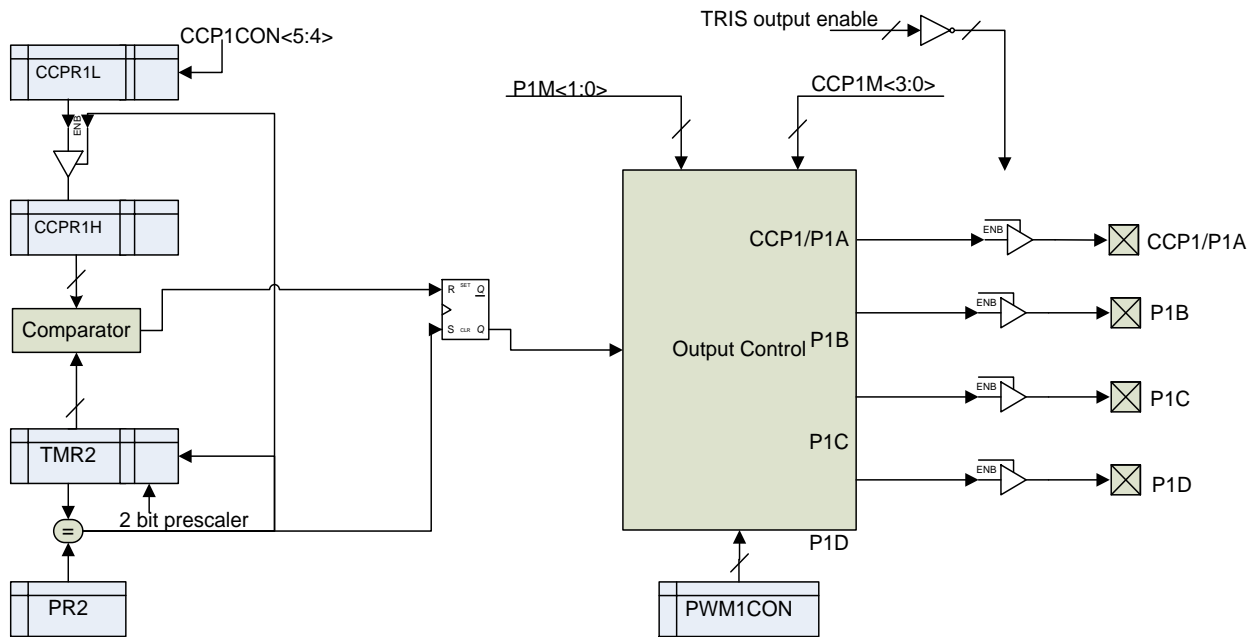 TRIS output enable
CCP1CON<5:4>
CCPR1L
P1M<1:0>
CCP1M<3:0>
ENB
CCPR1H
CCP1/P1A
ENB
CCP1/P1A
R SET Q
S CLR Q
Comparator
P1B
ENB
P1B
Output Control
ENB
P1C
P1C
TMR2
ENB
P1D
2 bit prescaler
=
P1D
PR2
PWM1CON